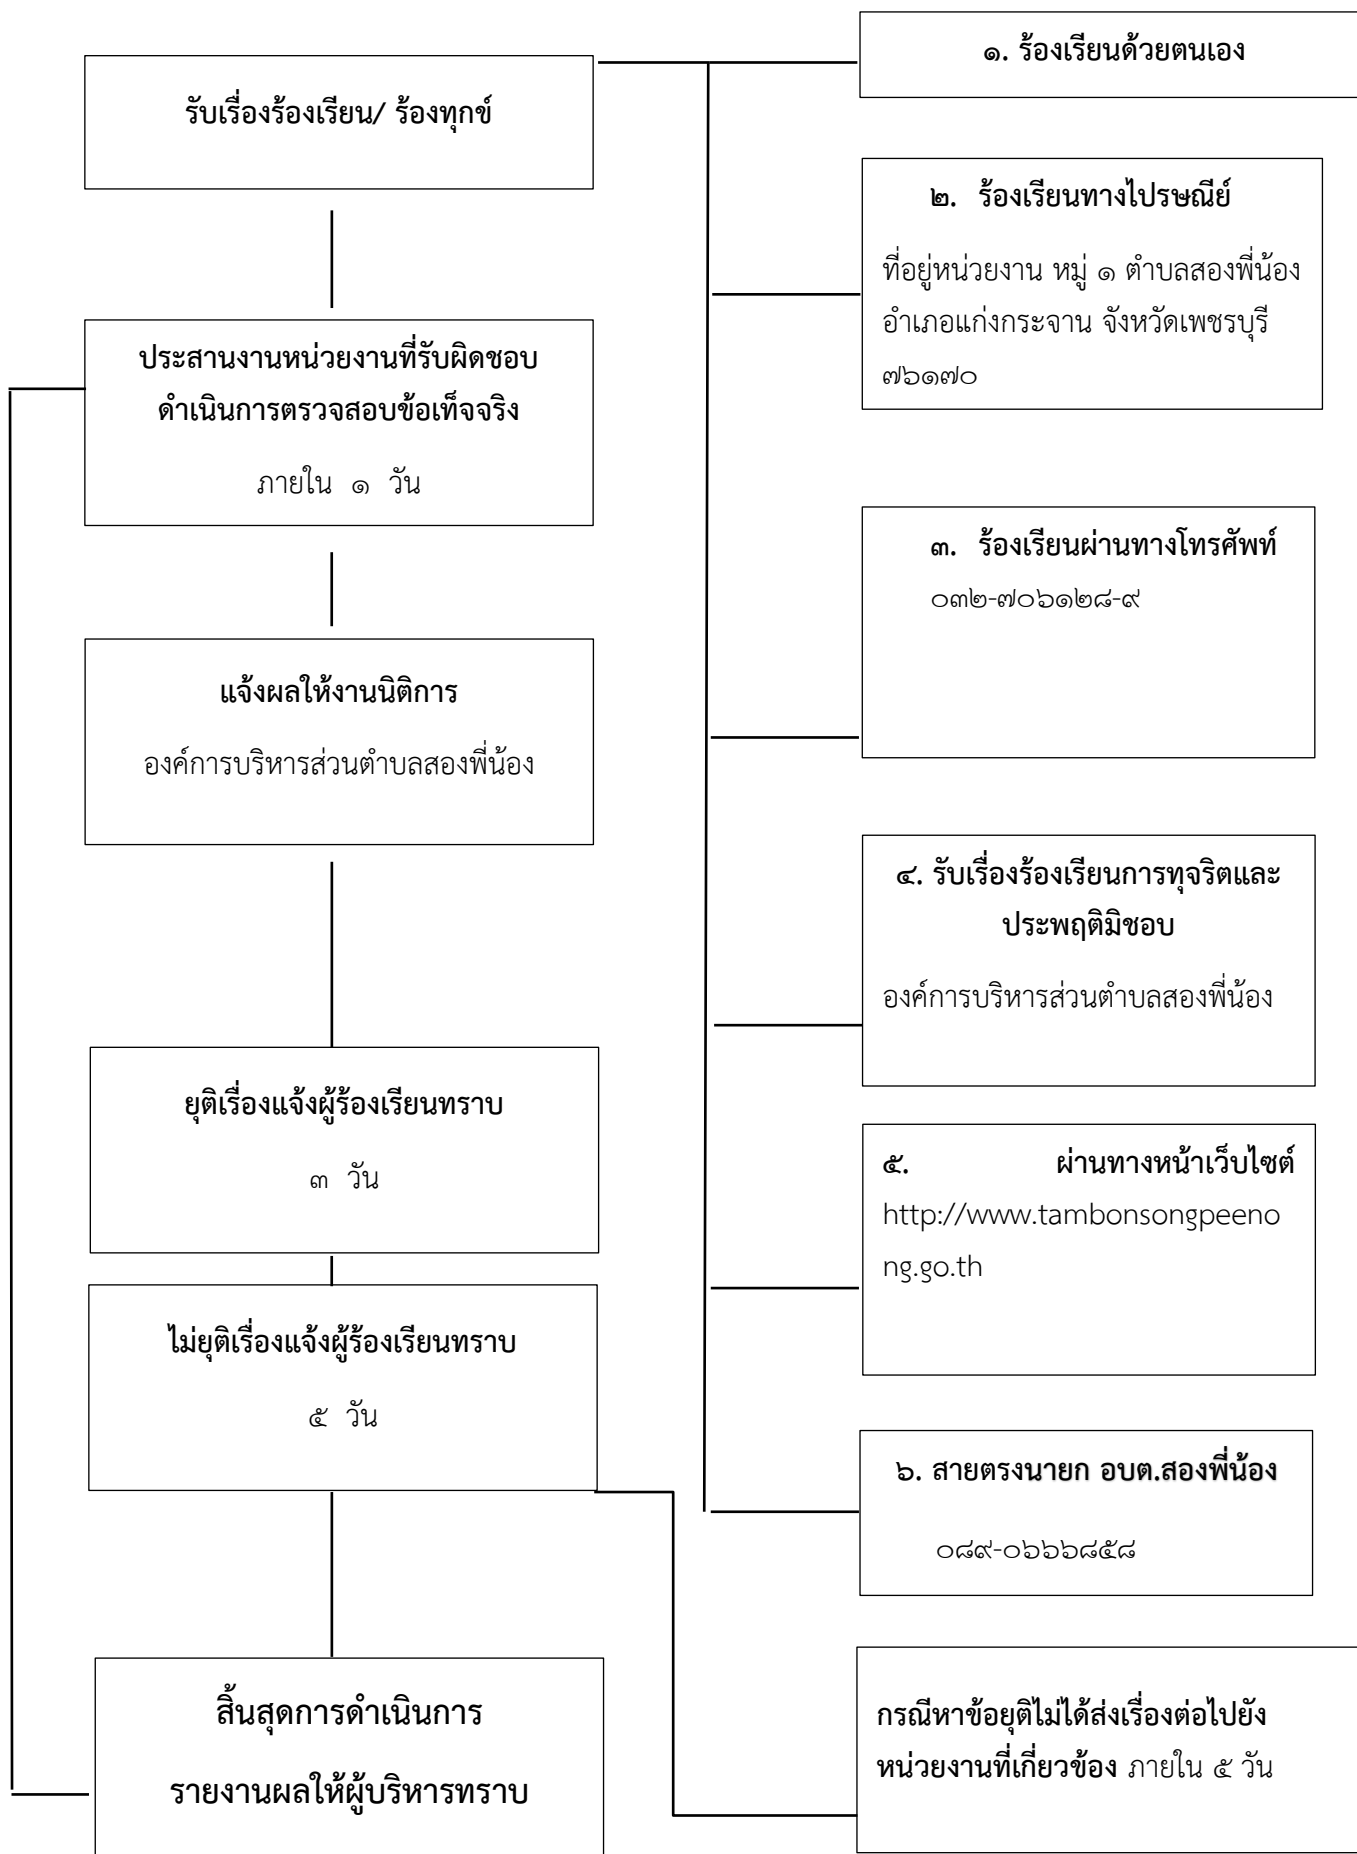 รับเรื่องร้องเรียน/ ร้องทุกข์
ประสานงานหน่วยงานที่รับผิดชอบ
ดำเนินการตรวจสอบข้อเท็จจริง
ภายใน ๑ วัน
แจ้งผลให้งานนิติการ
องค์การบริหารส่วนตำบลสองพี่น้อง
ยุติเรื่องแจ้งผู้ร้องเรียนทราบ
๓ วัน
ไม่ยุติเรื่องแจ้งผู้ร้องเรียนทราบ
๕ วัน
สิ้นสุดการดำเนินการ
รายงานผลให้ผู้บริหารทราบ
๑. ร้องเรียนด้วยตนเอง
๒. ร้องเรียนทางไปรษณีย์
ที่อยู่หน่วยงาน หมู่ ๑ ตำบลสองพี่น้อง
อำเภอแก่งกระจาน จังหวัดเพชรบุรี
๗๖๑๗๐
๓. ร้องเรียนผ่านทางโทรศัพท์
๐๓๒-๗๐๖๑๒๘-๙
๔. รับเรื่องร้องเรียนการทุจริตและ
ประพฤติมิชอบ
องค์การบริหารส่วนตำบลสองพี่น้อง
๕. ผ่านทางหน้าเว็บไซต์
http://www.tambonsongpeeno
ng.go.th
๖. สายตรงนายก อบต.สองพี่น้อง
๐๘๙-๐๖๖๖๘๕๘
กรณีหาข้อยุติไม่ได้ส่งเรื่องต่อไปยัง
หน่วยงานที่เกี่ยวข้อง ภายใน ๕ วัน